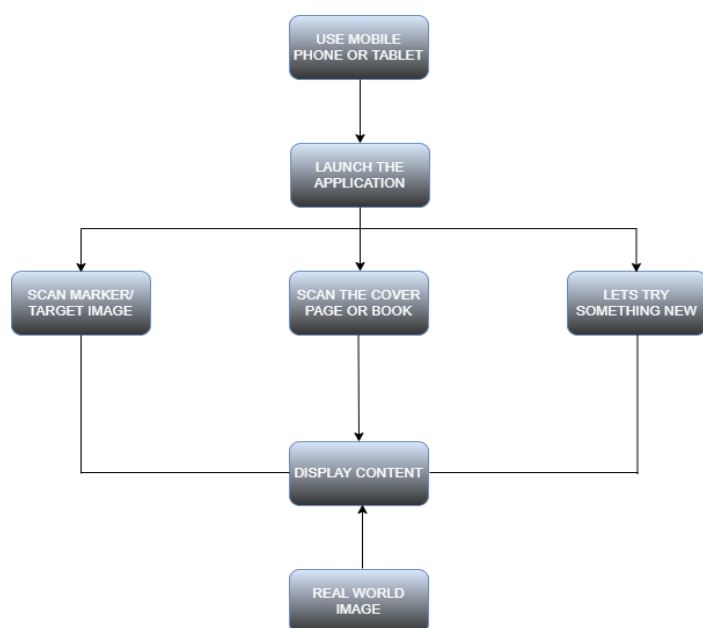 USE MOBILE
PHONE OR TABLET
LAUNCH THE
APPLICATION
SCAN MARKER/
TARGET IMAGE
SCAN THE COVER
PAGE OR BOOK
LETS TRY
SOMETHING NEW
DISPLAY CONTENT
REAL WORLD
IMAGE